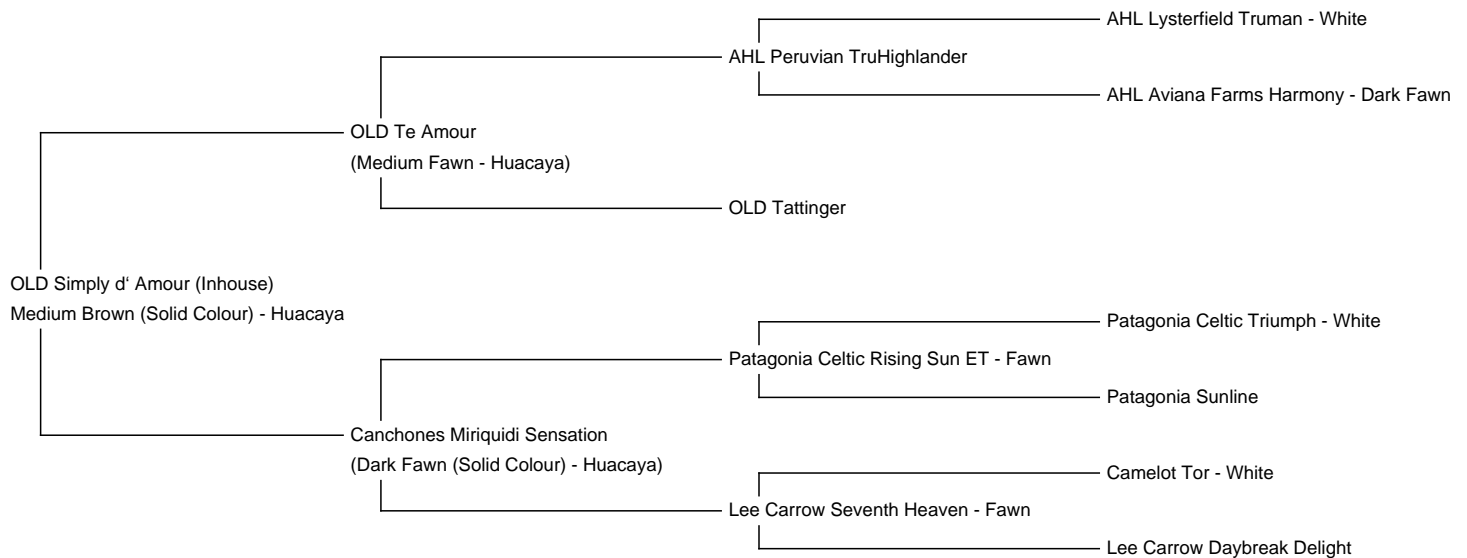 AHL Lysterfield Truman - White
AHL Peruvian TruHighlander
AHL Aviana Farms Harmony - Dark Fawn
OLD Te Amour
(Medium Fawn - Huacaya)
OLD Tattinger
OLD Simply d‘ Amour (Inhouse)
Medium Brown (Solid Colour) - Huacaya
Patagonia Celtic Triumph - White
Patagonia Celtic Rising Sun ET - Fawn
Patagonia Sunline
Canchones Miriquidi Sensation
(Dark Fawn (Solid Colour) - Huacaya)
Camelot Tor - White
Lee Carrow Seventh Heaven - Fawn
Lee Carrow Daybreak Delight